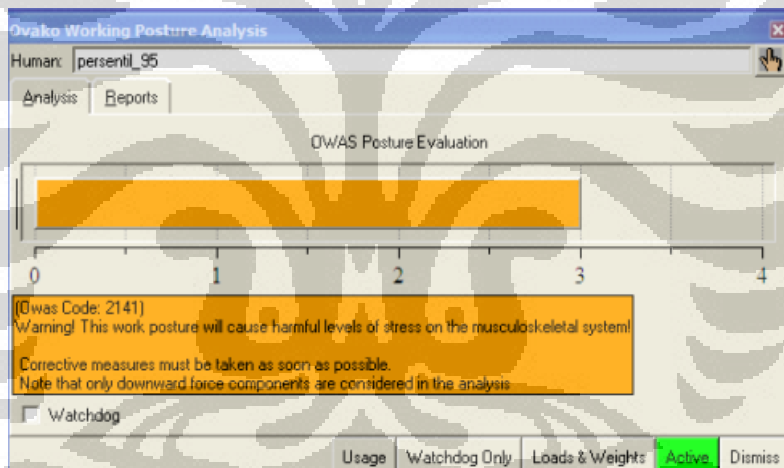 Ovako Working Posture Analysis
Human: persentil_95
Analysis Reports
OWAS Posture Evaluation
0 1 2 3 4
(Owas Code: 2141)
Warning! This work posture will cause harmful levels of stress on the musculoskeletal system!
Corrective measures must be taken as soon as possible.
Note that only downward force components are considered in the analysis
Watchdog
Usage Watchdog Only Loads & Weights Active Dismiss